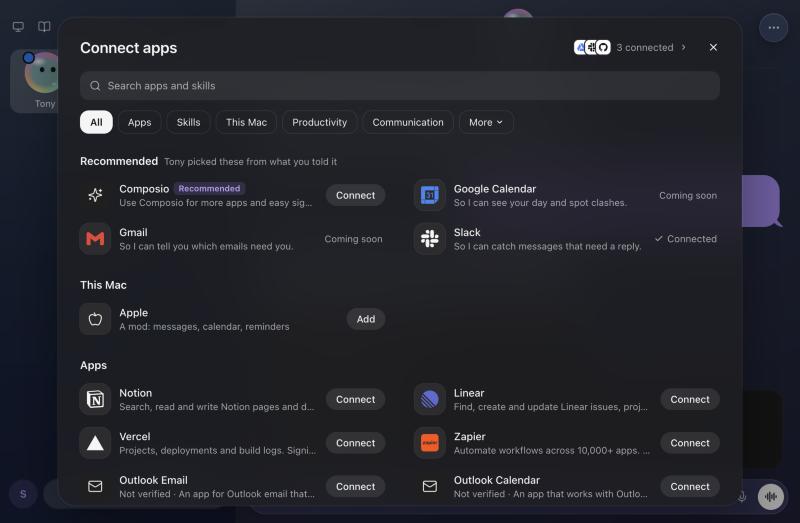 Connect apps
3 connected
Search apps and skills
All
Apps
Skills
This Mac
Productivity
Communication
More
Recommended Tony picked these from what you told it
Composio Recommended
Use Composio for more apps and easy sig...
Connect
Google Calendar
So I can see your day and spot clashes.
Coming soon
31
Gmail
So I can tell you which emails need you.
Coming soon
Slack
So I can catch messages that need a reply.
Connected
This Mac
Apple
A mod: messages, calendar, reminders
Add
Apps
Notion
Search, read and write Notion pages and d...
Connect
Linear
Find, create and update Linear issues, proj...
Connect
Vercel
Projects, deployments and build logs. Signi...
Connect
zapier
Zapier
Automate workflows across 10,000+ apps. ...
Connect
Outlook Email
Not verified · An app for Outlook email that...
Connect
Outlook Calendar
Not verified · An app that works with Outlo...
Connect
Tony
S